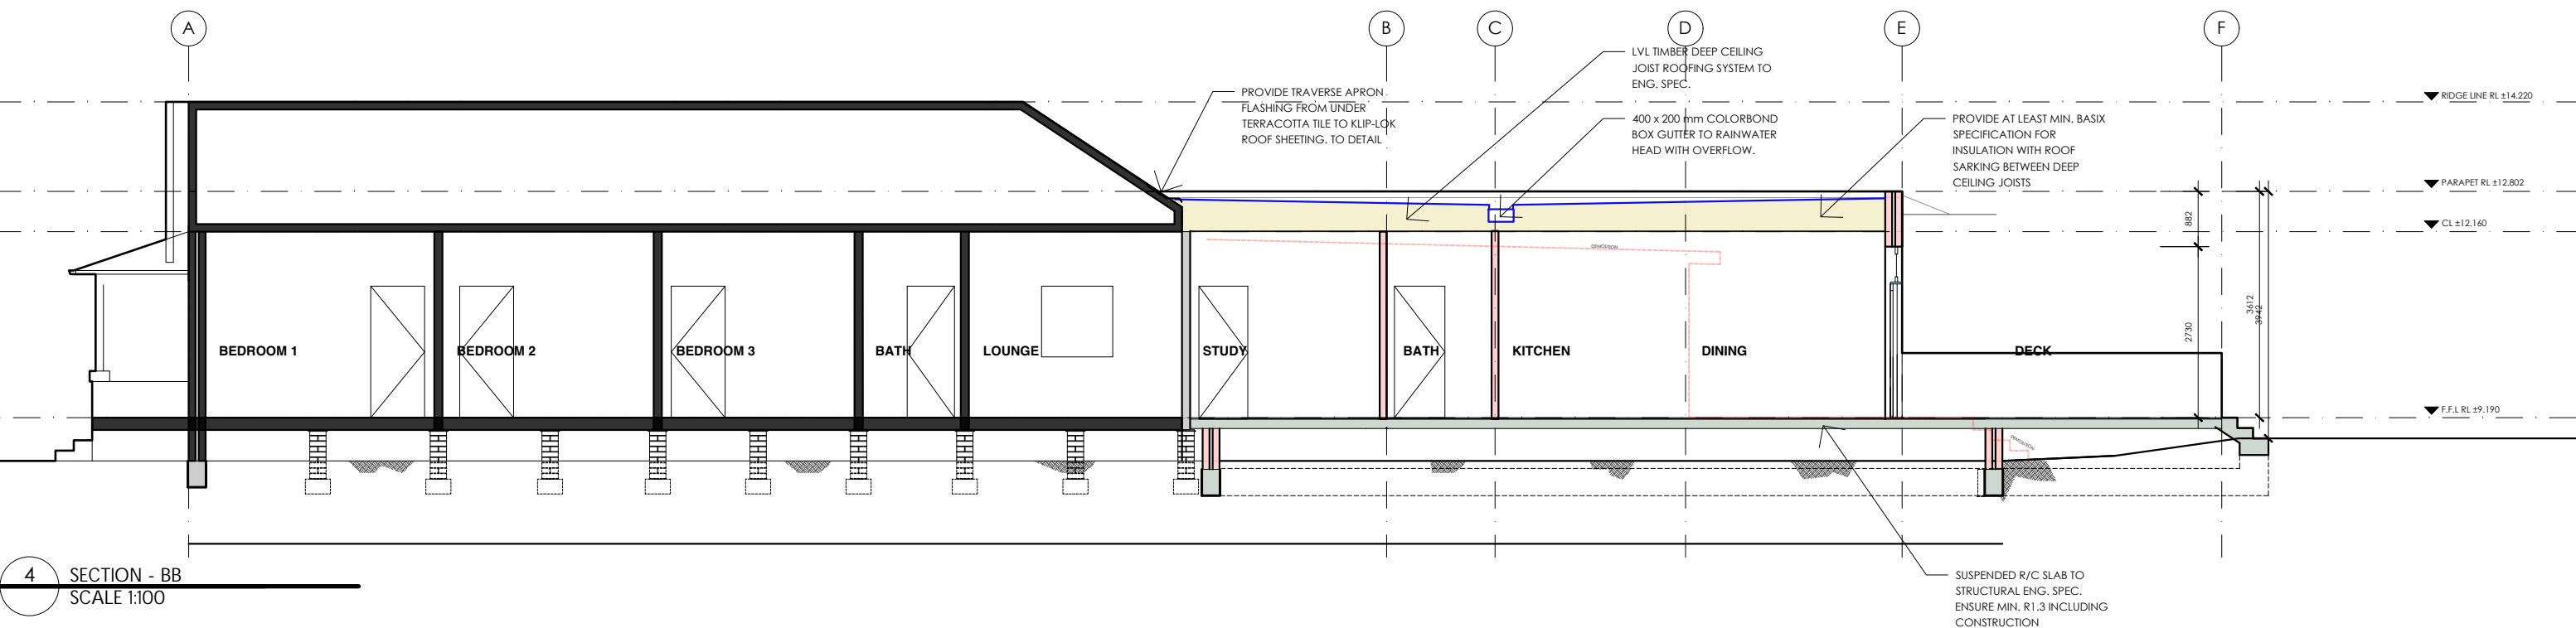 A
B
C
D
E
F
LVL TIMBER DEEP CEILING
JOIST ROOFING SYSTEM TO
ENG. SPEC.
PROVIDE TRAVERSE APRON
FLASHING FROM UNDER
TERRACOTTA TILE TO KLIP-LOK
ROOF SHEETING. TO DETAIL
400 x 200 mm COLORBOND
BOX GUTTER TO RAINWATER
HEAD WITH OVERFLOW.
PROVIDE AT LEAST MIN. BASIX
SPECIFICATION FOR
INSULATION WITH ROOF
SARKING BETWEEN DEEP
CEILING JOISTS
RIDGE LINE RL ±14.220
PARAPET RL ±12.802
CL ±12.160
F.F.L RL ±9.190
882
2730
3612
3942
DEMOLITION
BEDROOM 1
BEDROOM 2
BEDROOM 3
BATH
LOUNGE
STUDY
BATH
KITCHEN
DINING
DECK
DEMOLITION
4
SECTION - BB
SCALE 1:100
SUSPENDED R/C SLAB TO
STRUCTURAL ENG. SPEC.
ENSURE MIN. R1.3 INCLUDING
CONSTRUCTION